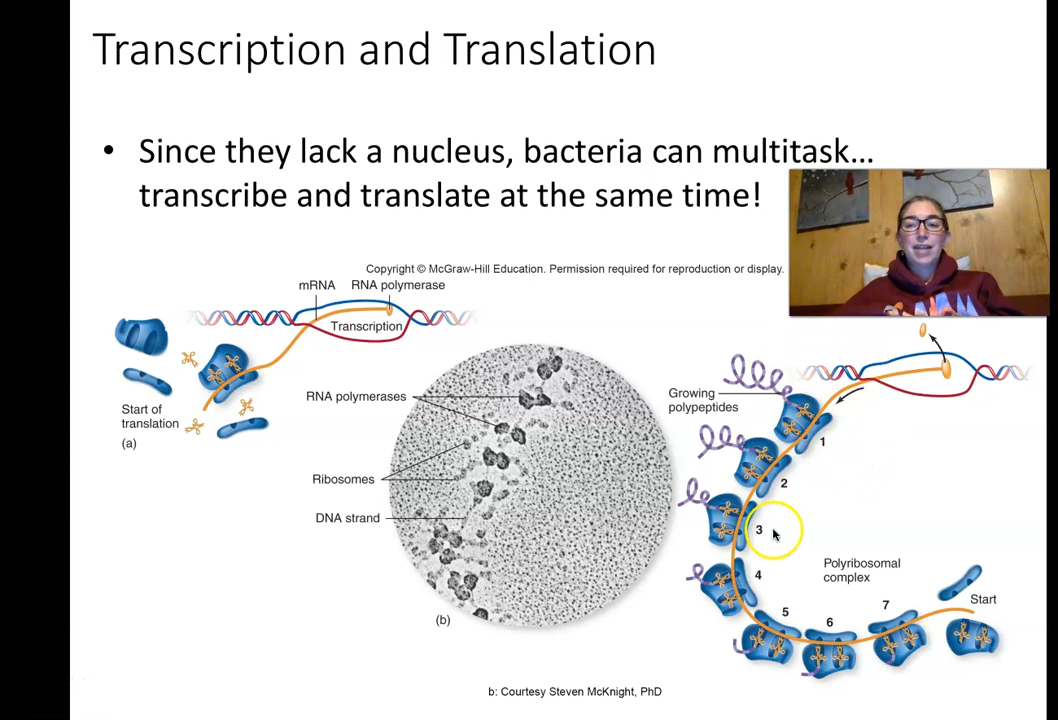 Transcription and Translation
• Since they lack a nucleus, bacteria can multitask…
transcribe and translate at the same time!
Copyright © McGraw-Hill Education. Permission required for reproduction or display.
mRNA RNA polymerase
Transcription
Start of
translation
(a)
RNA polymerases
Ribosomes
DNA strand
(b)
Growing
polypeptides
1
2
3
4
5
6
7
Polyribosomal
complex
Start
b: Courtesy Steven McKnight, PhD